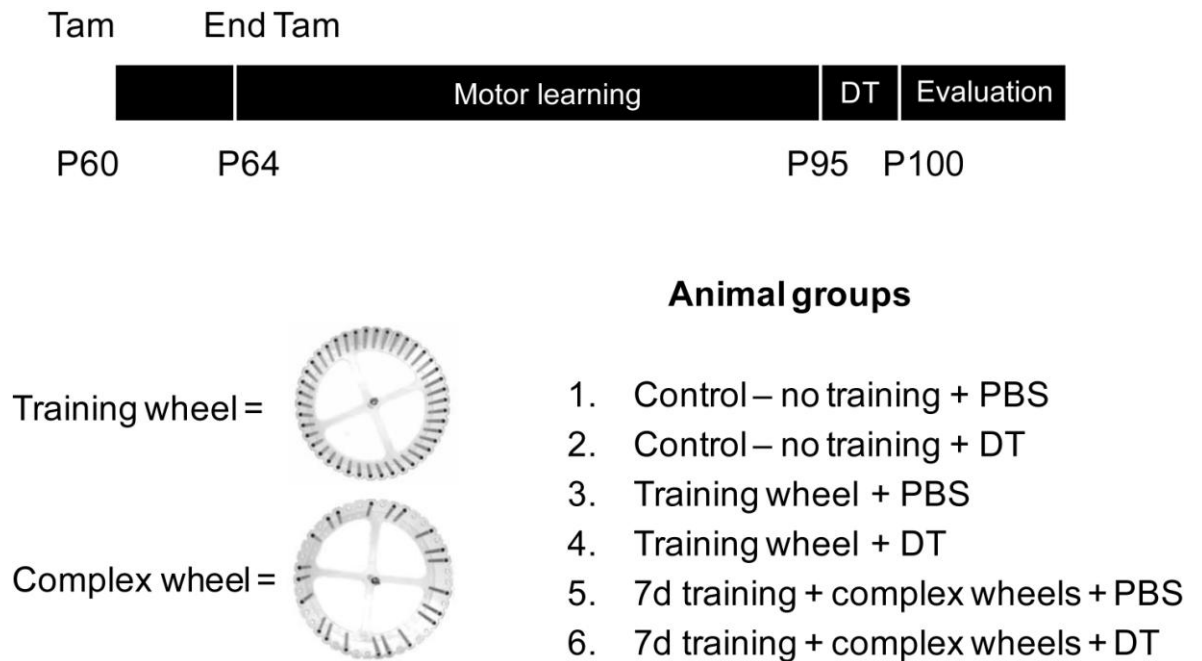 Tam End Tam
Motor learning DT Evaluation
P60 P64 P95 P100
Animal groups
Training wheel =
Complex wheel =
1. Control – no training + PBS
2. Control – no training + DT
3. Training wheel + PBS
4. Training wheel + DT
5. 7d training + complex wheels + PBS
6. 7d training + complex wheels + DT